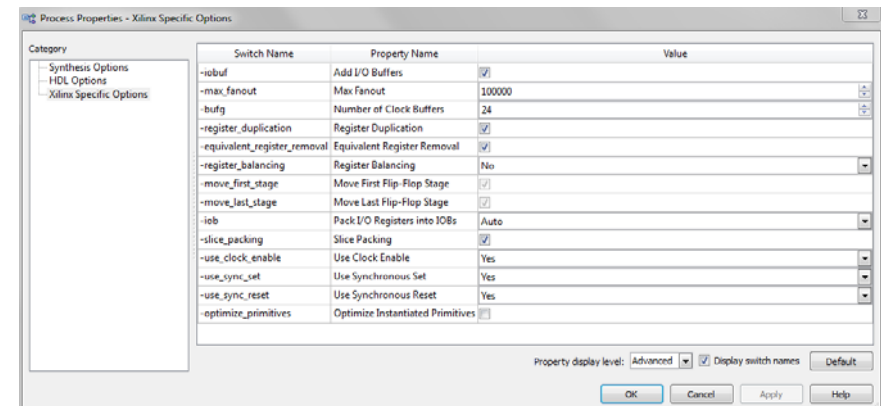 Process Properties - Xilinx Specific Options
Category
Synthesis Options
HDL Options
Xilinx Specific Options
Switch Name Property Name Value
-iobuf Add I/O Buffers
-max_fanout Max Fanout 100000
-bufg Number of Clock Buffers 24
-register_duplication Register Duplication
-equivalent_register_removal Equivalent Register Removal
-register_balancing Register Balancing No
-move_first_stage Move First Flip-Flop Stage
-move_last_stage Move Last Flip-Flop Stage
-iob Pack I/O Registers into IOBs Auto
-slice_packing Slice Packing
-use_clock_enable Use Clock Enable Yes
-use_sync_set Use Synchronous Set Yes
-use_sync_reset Use Synchronous Reset Yes
-optimize_primitives Optimize Instantiated Primitives
Property display level: Advanced Display switch names Default
OK Cancel Apply Help